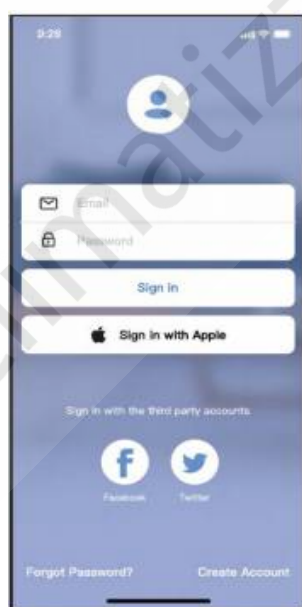 9:28
Email
Password
Sign in
Sign in with Apple
Sign in with the third party accounts
Facebook
Twitter
Forgot Password?
Create Account